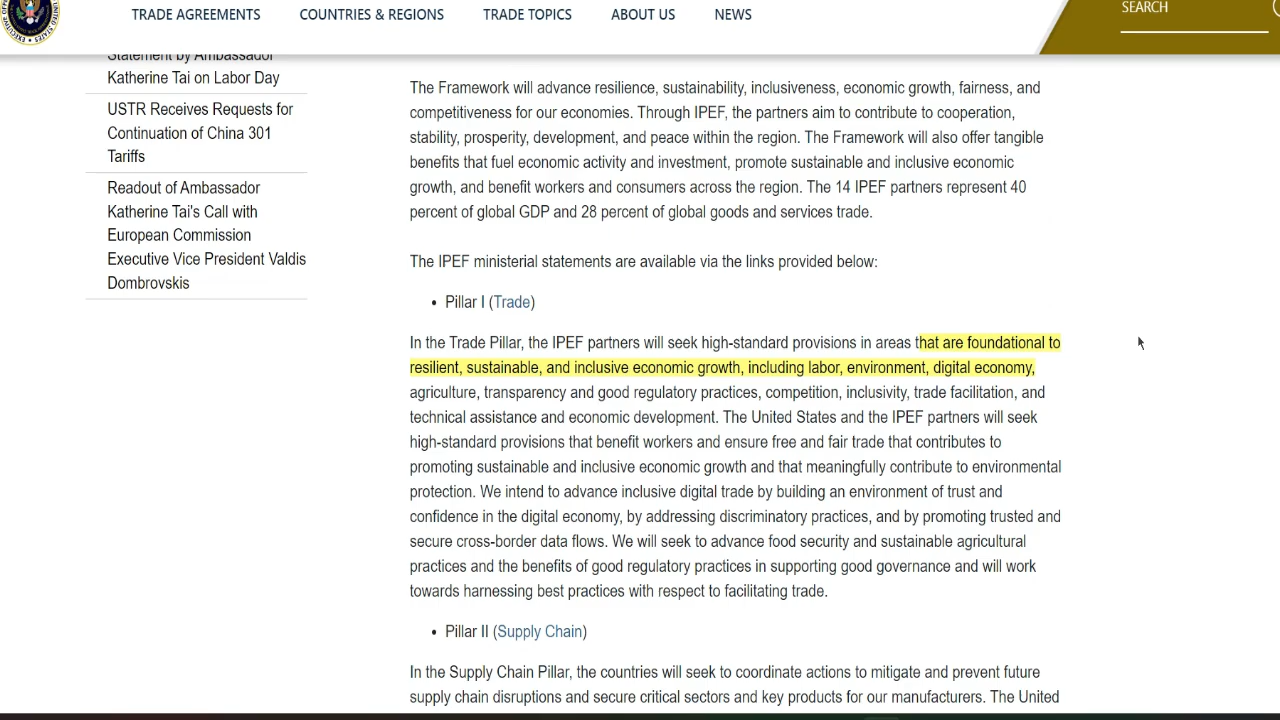 TRADE AGREEMENTS COUNTRIES & REGIONS TRADE TOPICS ABOUT US NEWS
SEARCH
Statement by Ambassador
Katherine Tai on Labor Day
USTR Receives Requests for
Continuation of China 301
Tariffs
Readout of Ambassador
Katherine Tai's Call with
European Commission
Executive Vice President Valdis
Dombrovskis
The Framework will advance resilience, sustainability, inclusiveness, economic growth, fairness, and
competitiveness for our economies. Through IPEF, the partners aim to contribute to cooperation,
stability, prosperity, development, and peace within the region. The Framework will also offer tangible
benefits that fuel economic activity and investment, promote sustainable and inclusive economic
growth, and benefit workers and consumers across the region. The 14 IPEF partners represent 40
percent of global GDP and 28 percent of global goods and services trade.
The IPEF ministerial statements are available via the links provided below:
• Pillar I (Trade)
In the Trade Pillar, the IPEF partners will seek high-standard provisions in areas that are foundational to
resilient, sustainable, and inclusive economic growth, including labor, environment, digital economy,
agriculture, transparency and good regulatory practices, competition, inclusivity, trade facilitation, and
technical assistance and economic development. The United States and the IPEF partners will seek
high-standard provisions that benefit workers and ensure free and fair trade that contributes to
promoting sustainable and inclusive economic growth and that meaningfully contribute to environmental
protection. We intend to advance inclusive digital trade by building an environment of trust and
confidence in the digital economy, by addressing discriminatory practices, and by promoting trusted and
secure cross-border data flows. We will seek to advance food security and sustainable agricultural
practices and the benefits of good regulatory practices in supporting good governance and will work
towards harnessing best practices with respect to facilitating trade.
• Pillar II (Supply Chain)
In the Supply Chain Pillar, the countries will seek to coordinate actions to mitigate and prevent future
supply chain disruptions and secure critical sectors and key products for our manufacturers. The United